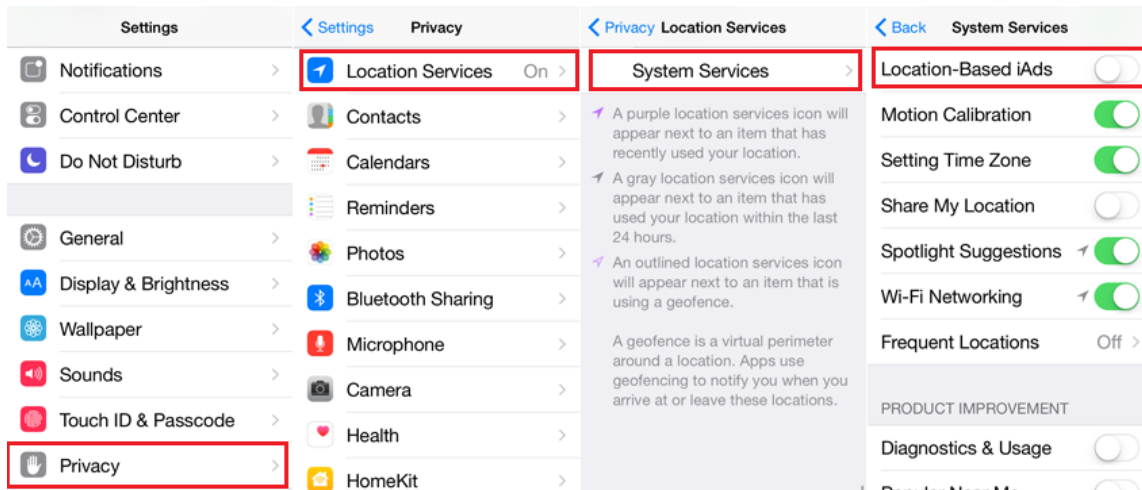 Settings
Notifications
Control Center
Do Not Disturb
General
AA Display & Brightness
Wallpaper
Sounds
Touch ID & Passcode
Privacy
Settings Privacy
Location Services On
Contacts
Calendars
Reminders
Photos
Bluetooth Sharing
Microphone
Camera
Health
HomeKit
Privacy Location Services
System Services
A purple location services icon will
appear next to an item that has
recently used your location.
A gray location services icon will
appear next to an item that has
used your location within the last
24 hours.
An outlined location services icon
will appear next to an item that is
using a geofence.
A geofence is a virtual perimeter
around a location. Apps use
geofencing to notify you when you
arrive at or leave these locations.
Back System Services
Location-Based iAds
Motion Calibration
Setting Time Zone
Share My Location
Spotlight Suggestions
Wi-Fi Networking
Frequent Locations Off
PRODUCT IMPROVEMENT
Diagnostics & Usage
Popular Near Me